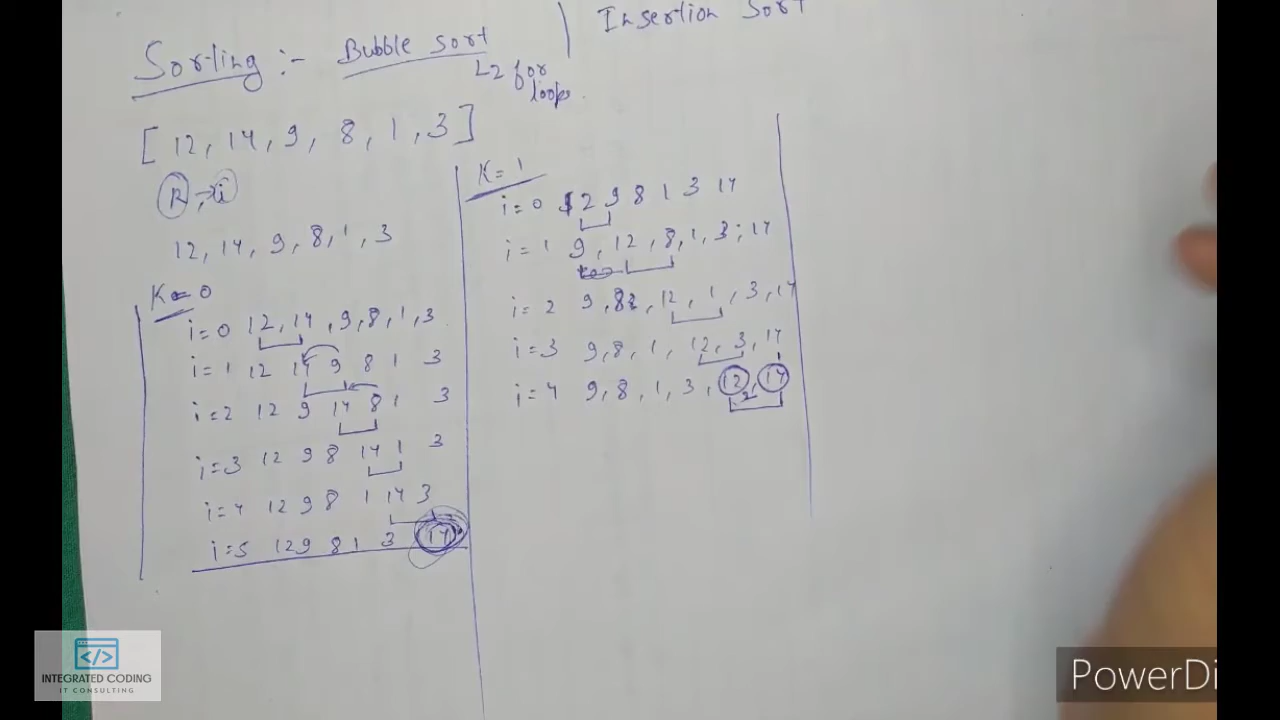 Sorting :- Bubble sort | Insertion Sort
L2 for
loops.
[ 12, 14, 9, 8, 1, 3 ]
K, i
12, 14, 9, 8, 1, 3
K = 0
i = 0 12, 14, 9, 8, 1, 3
i = 1 12 14 9 8 1 3
i = 2 12 9 14 8 1 3
i = 3 12 9 8 14 1 3
i = 4 12 9 8 1 14 3
i = 5 12 9 8 1 3 14
K = 1
i = 0 12 9 8 1 3 14
i = 1 9, 12, 8, 1, 3, 14
i = 2 9, 8, 12, 1, 3, 14
i = 3 9, 8, 1, 12, 3, 14
i = 4 9, 8, 1, 3, 12, 14
</> 
INTEGRATED CODING
IT CONSULTING
PowerDi